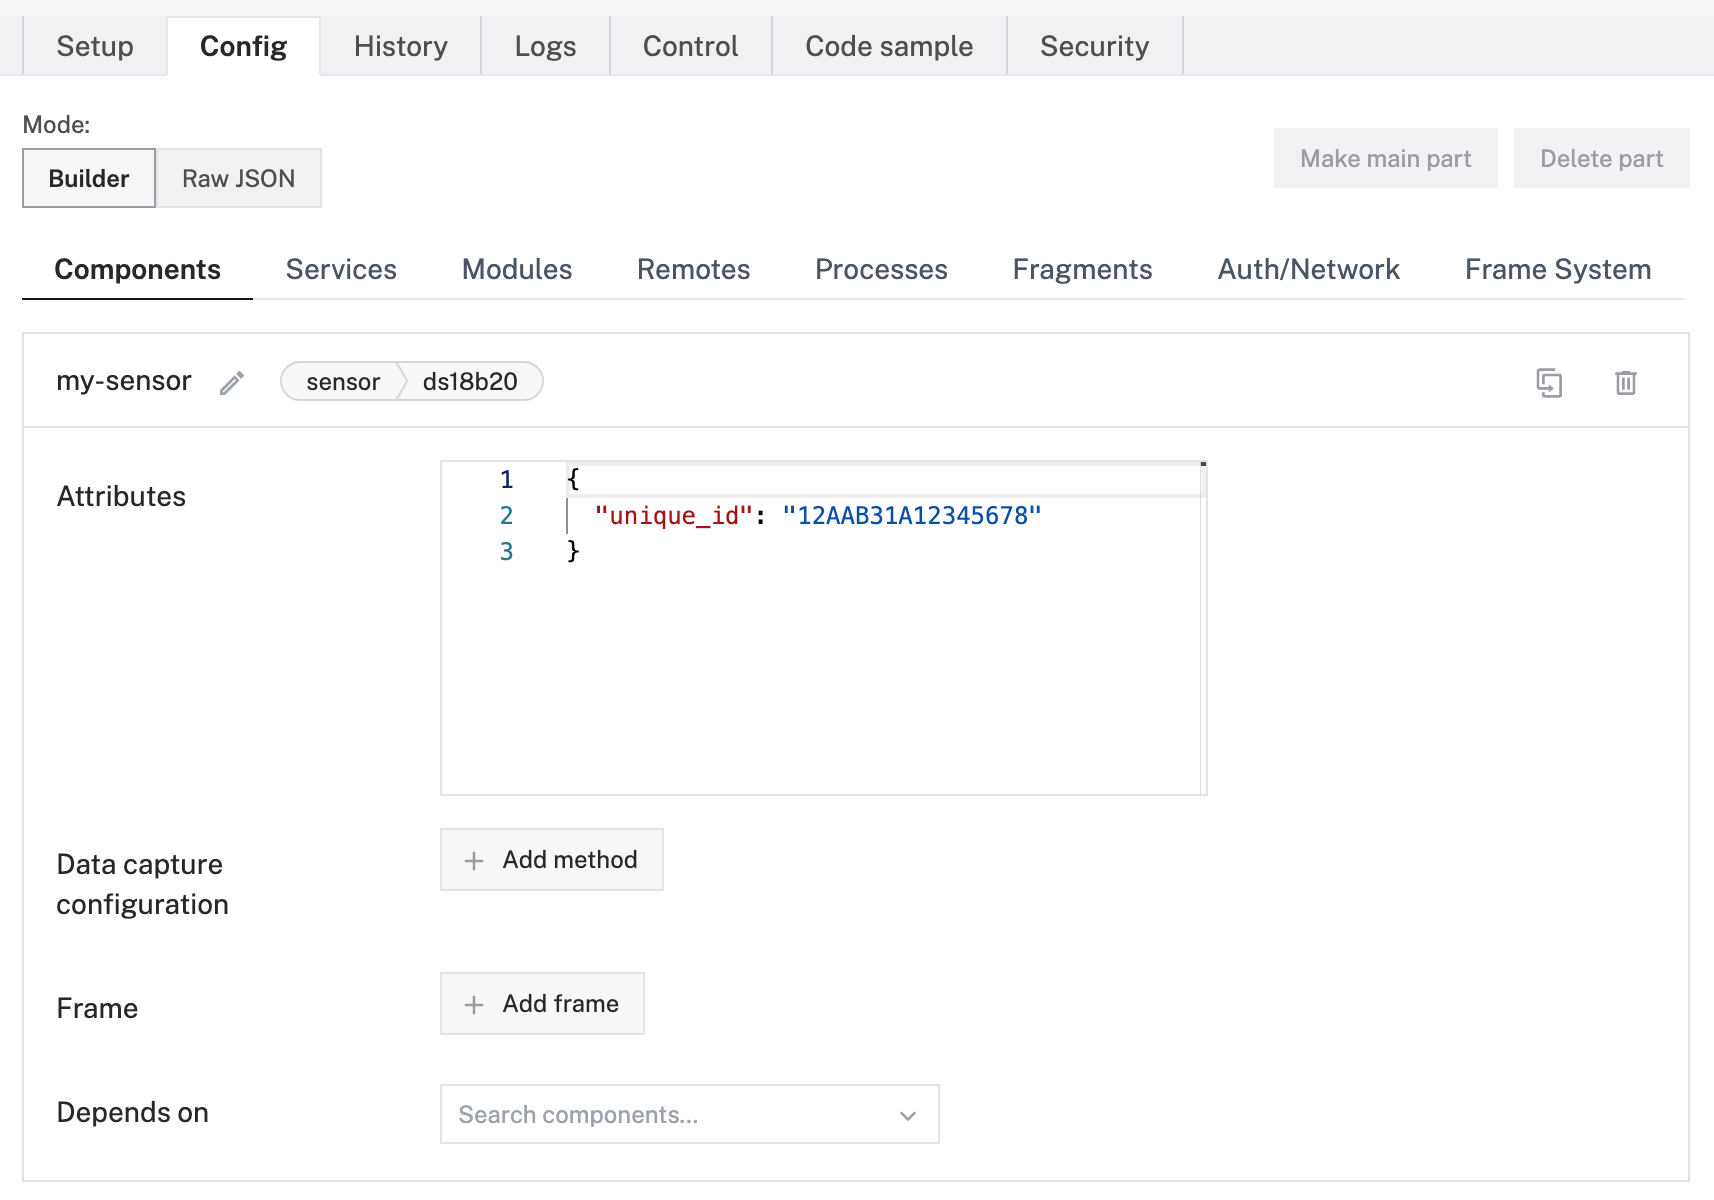 Setup Config History Logs Control Code sample Security
Mode:
Builder Raw JSON Make main part Delete part
Components Services Modules Remotes Processes Fragments Auth/Network Frame System
my-sensor sensor ds18b20
Attributes
1 {
2 "unique_id": "12AAB31A12345678"
3 }
Data capture
configuration
+ Add method
Frame + Add frame
Depends on Search components...